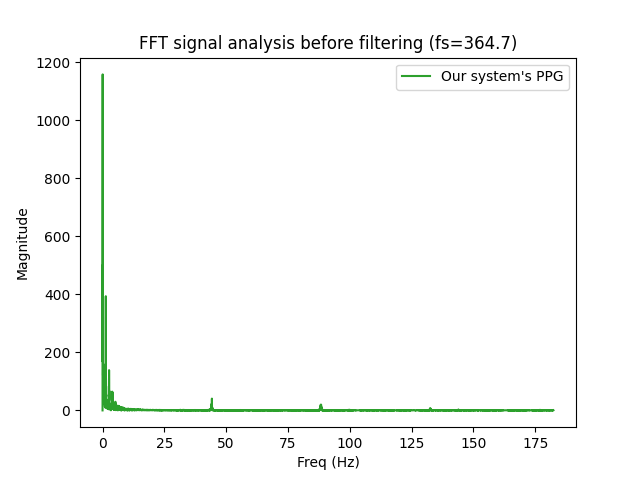 FFT signal analysis before filtering (fs=364.7)
Our system's PPG
1200
1000
800
600
400
200
0
Magnitude
0 25 50 75 100 125 150 175
Freq (Hz)